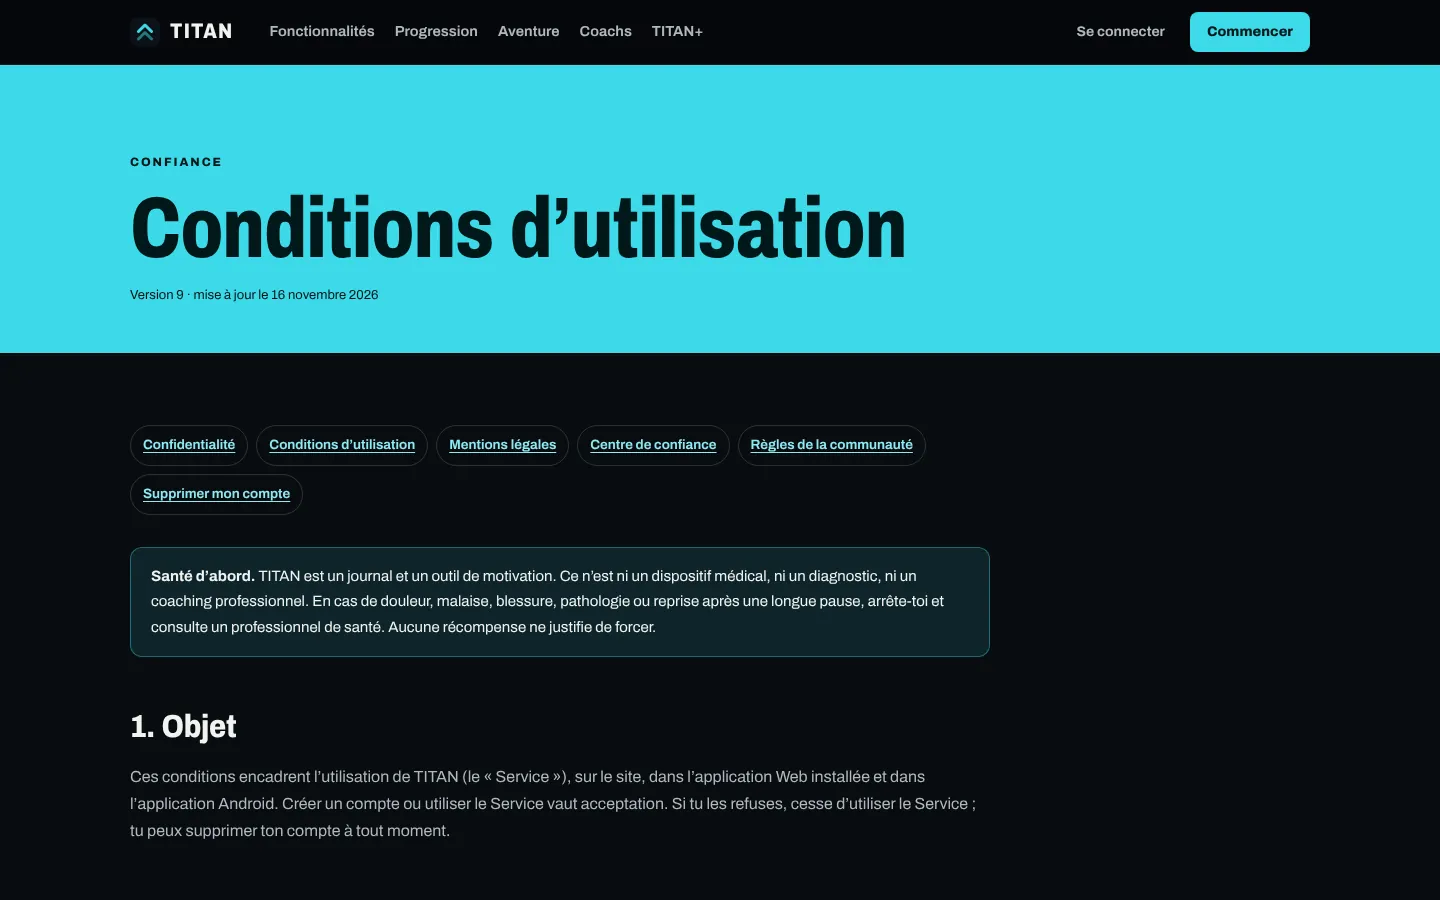 TITAN
Fonctionnalités
Progression
Aventure
Coachs
TITAN+
Se connecter
Commencer
CONFIANCE
Conditions d’utilisation
Version 9 · mise à jour le 16 novembre 2026
Confidentialité
Conditions d’utilisation
Mentions légales
Centre de confiance
Règles de la communauté
Supprimer mon compte
Santé d’abord. TITAN est un journal et un outil de motivation. Ce n’est ni un dispositif médical, ni un diagnostic, ni un
coaching professionnel. En cas de douleur, malaise, blessure, pathologie ou reprise après une longue pause, arrête-toi et
consulte un professionnel de santé. Aucune récompense ne justifie de forcer.
1. Objet
Ces conditions encadrent l’utilisation de TITAN (le « Service »), sur le site, dans l’application Web installée et dans
l’application Android. Créer un compte ou utiliser le Service vaut acceptation. Si tu les refuses, cesse d’utiliser le Service ;
tu peux supprimer ton compte à tout moment.